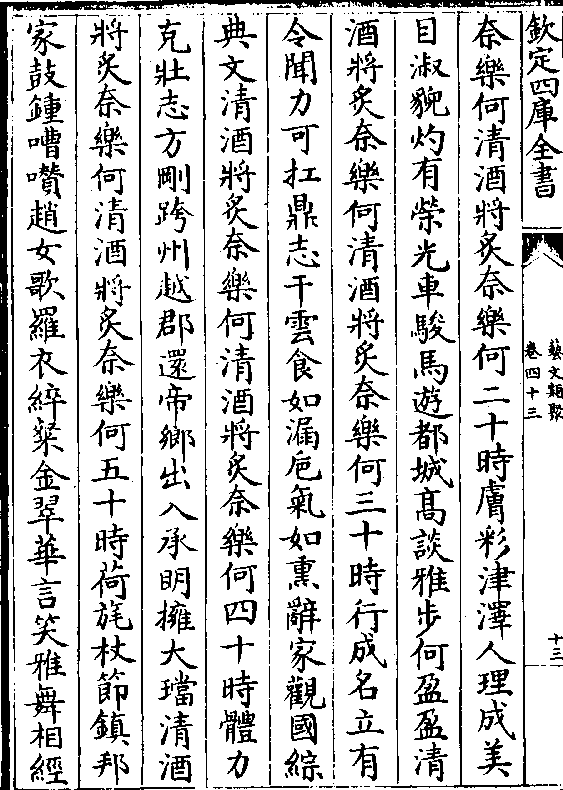 欽定四庫全書
藝文類聚
卷四十三
十三
奈樂何清酒將炙奈樂何二十時膚彩津澤人理成美
目淑貌灼有榮光車駿馬遊都城髙談雅步何盈盈清
酒將炙奈樂何清酒將炙奈樂何三十時行成名立有
令聞力可扛鼎志干雲食如漏巵氣如熏辭家觀國綜
典文清酒將炙奈樂何清酒將炙奈樂何四十時體力
克壯志方剛跨州越郡還帝鄉出入承明擁大璫清酒
將炙奈樂何清酒將炙奈樂何五十時荷旄杖節鎮邦
家鼓鍾嘈囋趙女歌羅衣綷粲金翠華言笑雅舞相經